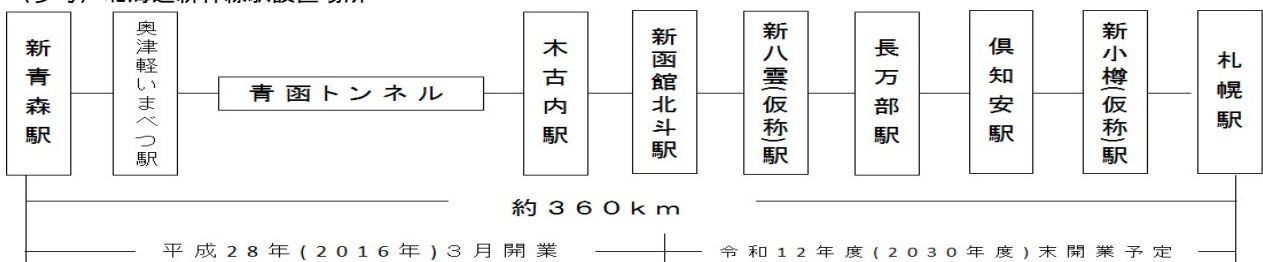 (参考) 北海道新幹線駅設置場所
新青森駅
奥津軽いまべつ駅
青函トンネル
木古内駅
新函館北斗駅
新八雲(仮称)駅
長万部駅
倶知安駅
新小樽(仮称)駅
札幌駅
約360km
平成28年(2016年)3月開業
令和12年度(2030年度)末開業予定